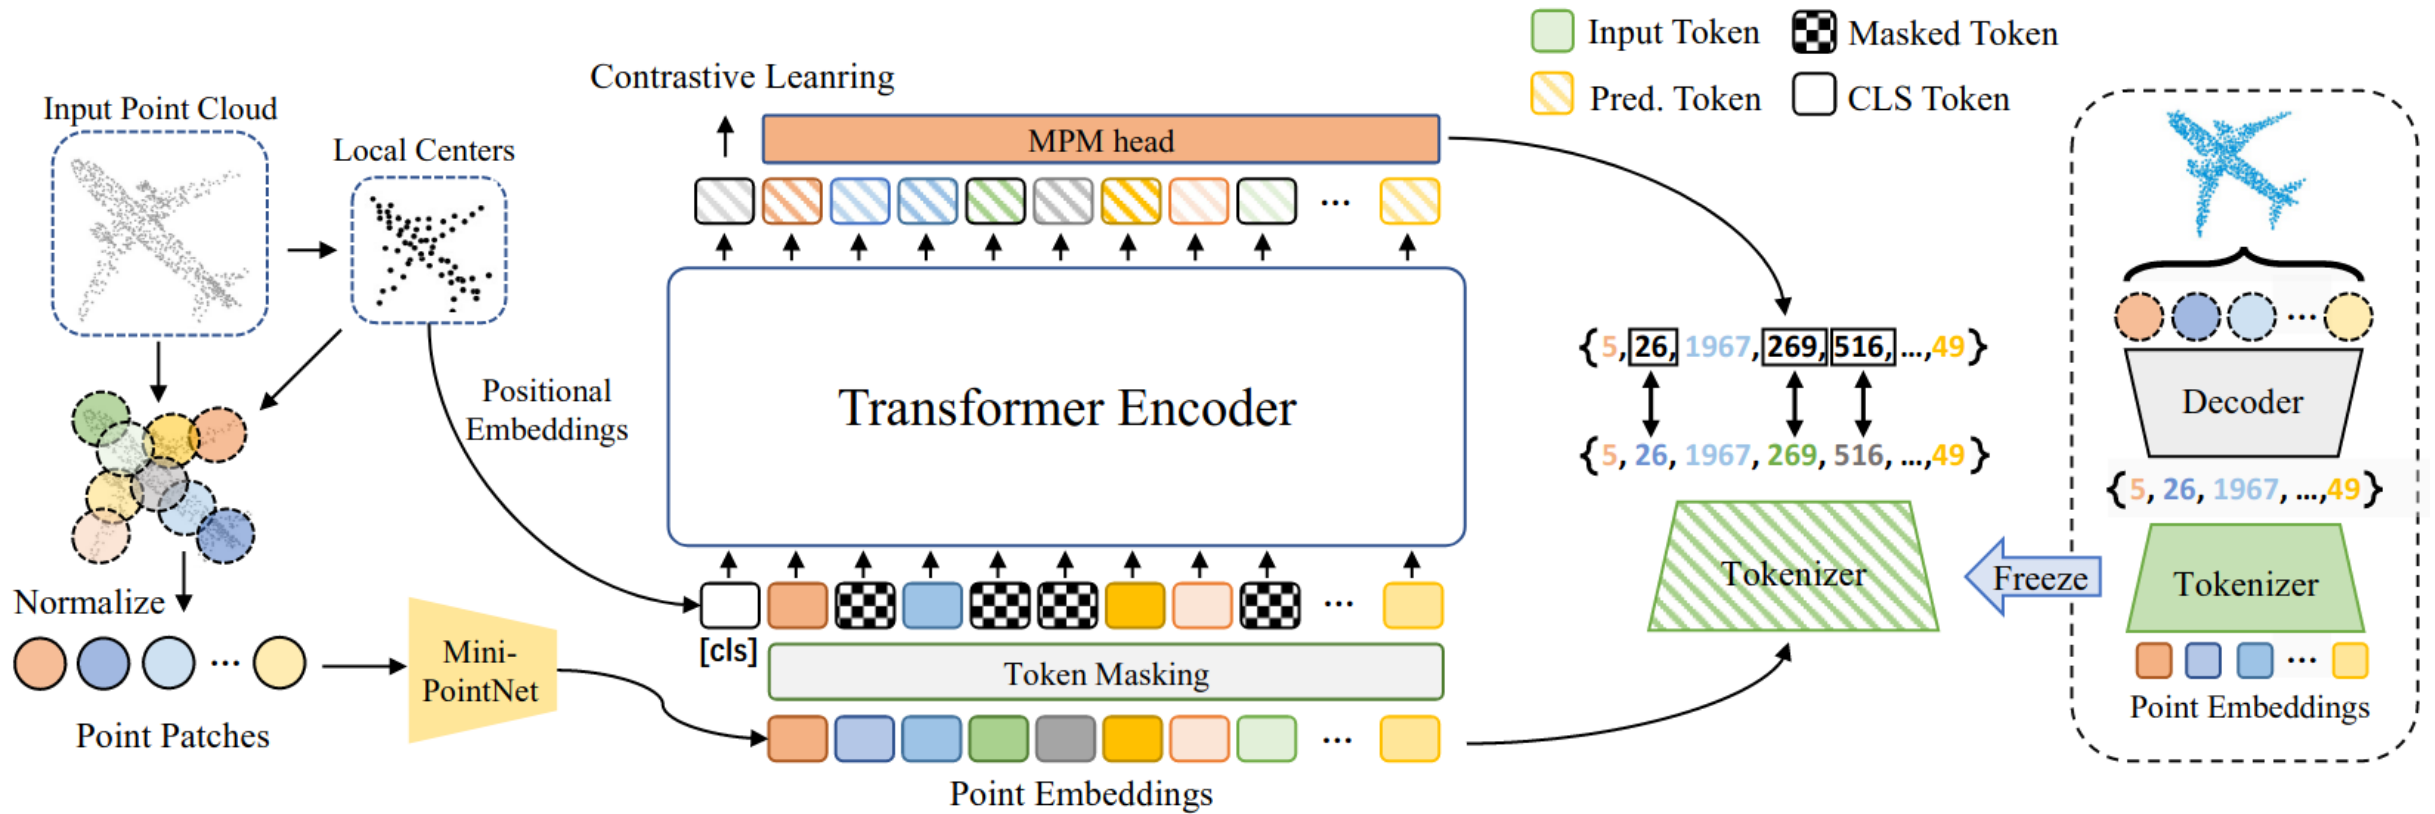 Input Token
Masked Token
Pred. Token
CLS Token
Contrastive Leanring
Input Point Cloud
Local Centers
MPM head
Positional
Embeddings
Transformer Encoder
{5, 26, 1967, 269, 516, ...,49}
{5, 26, 1967, 269, 516, ...,49}
Decoder
{5, 26, 1967, ...,49}
Tokenizer
Freeze
Tokenizer
Normalize
...
Mini-
PointNet
Point Patches
[cls]
...
Token Masking
...
Point Embeddings
...
...
...
Point Embeddings